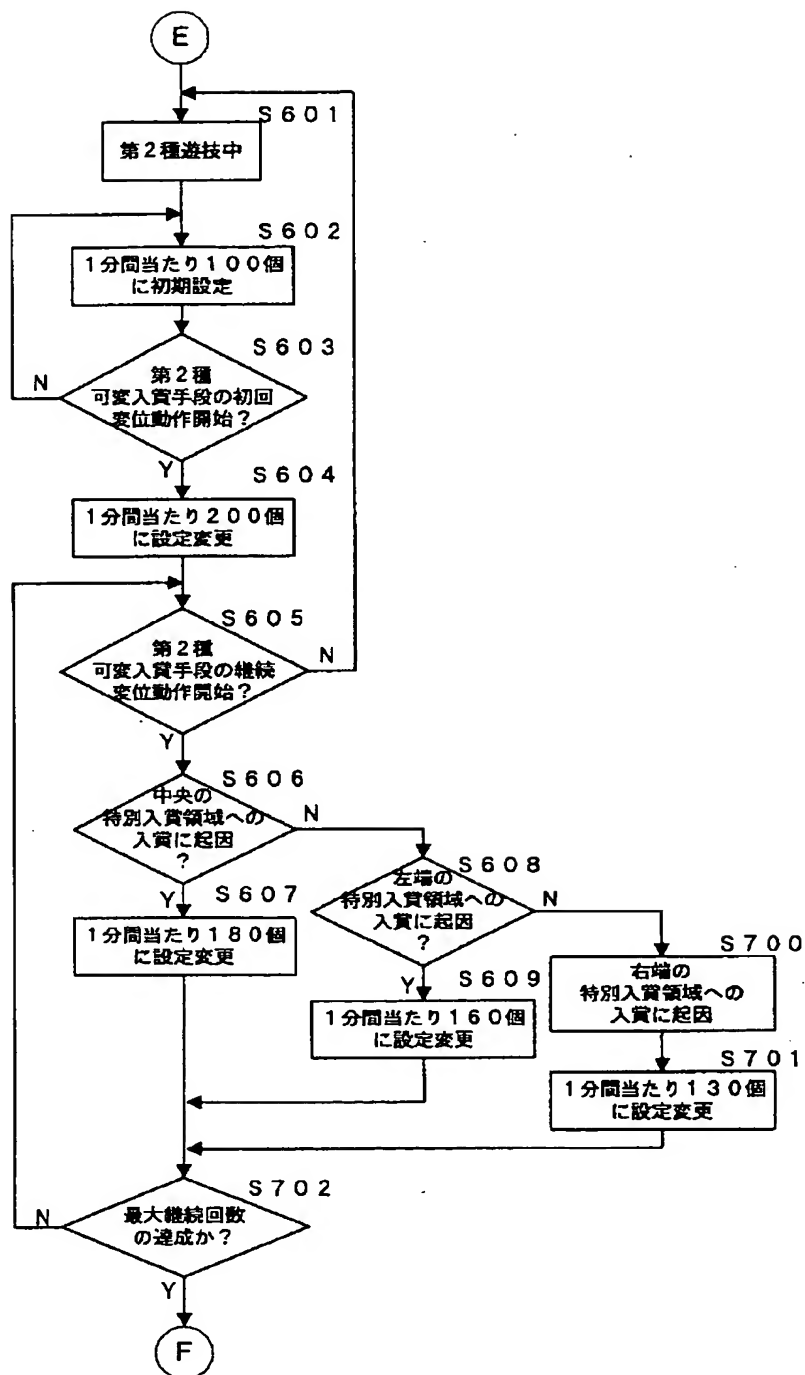 E
S601
第2種遊技中
S602
1分間当たり100個
に初期設定
S603
第2種
可変入賞手段の初回
変位動作開始?
N
Y
S604
1分間当たり200個
に設定変更
S605
第2種
可変入賞手段の継続
変位動作開始?
N
Y
S606
中央の
特別入賞領域への
入賞に起因
?
N
Y
S607
1分間当たり180個
に設定変更
S608
左端の
特別入賞領域への
入賞に起因
?
N
Y
S609
1分間当たり160個
に設定変更
S700
右端の
特別入賞領域への
入賞に起因
S701
1分間当たり130個
に設定変更
S702
最大継続回数
の達成か?
N
Y
F